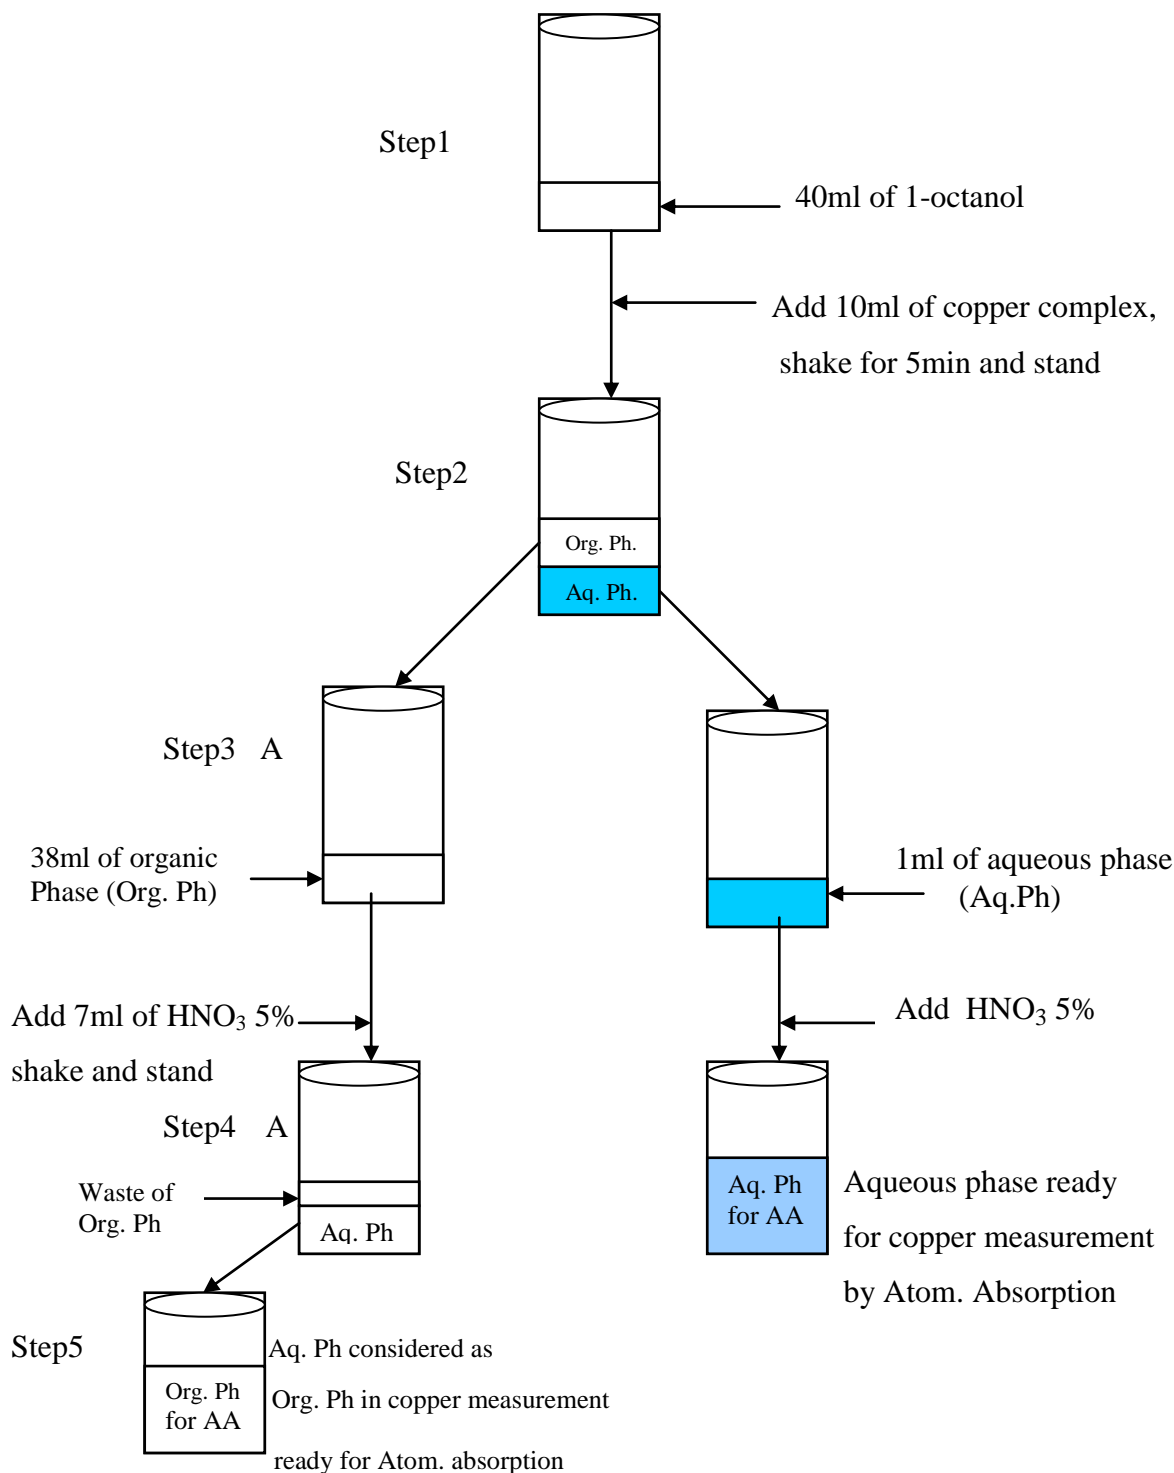 Step1
40ml of 1-octanol
Add 10ml of copper complex,
shake for 5min and stand
Step2
Org. Ph.
Aq. Ph.
Step3 A
38ml of organic
Phase (Org. Ph)
1ml of aqueous phase
(Aq.Ph)
Add 7ml of HNO₃ 5%
shake and stand
Add HNO₃ 5%
Step4 A
Waste of
Org. Ph
Aq. Ph
Aq. Ph
for AA
Aqueous phase ready
for copper measurement
by Atom. Absorption
Step5
Org. Ph
for AA
Aq. Ph considered as
Org. Ph in copper measurement
ready for Atom. absorption